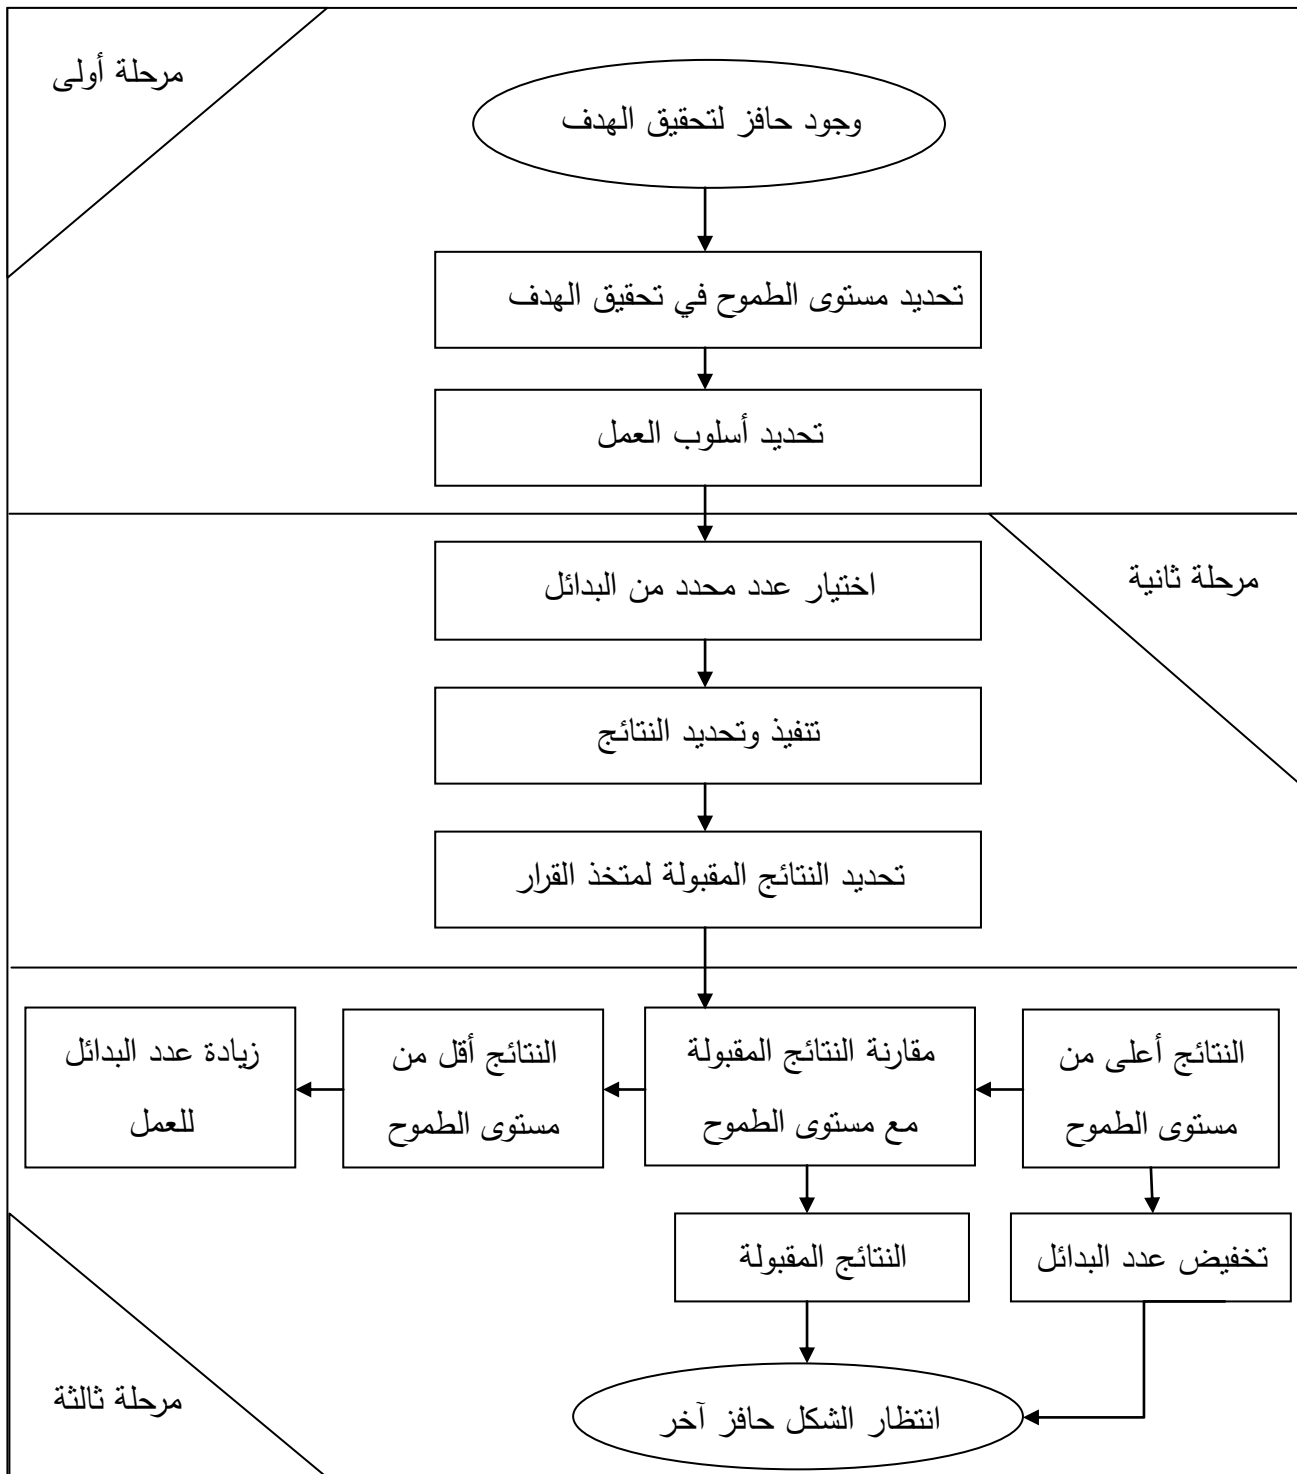 مرحلة أولى
وجود حافز لتحقيق الهدف
تحديد مستوى الطموح في تحقيق الهدف
تحديد أسلوب العمل
مرحلة ثانية
اختيار عدد محدد من البدائل
تنفيذ وتحديد النتائج
تحديد النتائج المقبولة لمتخذ القرار
النتائج أعلى من
مستوى الطموح
مقارنة النتائج المقبولة
مع مستوى الطموح
النتائج أقل من
مستوى الطموح
زيادة عدد البدائل
للعمل
تخفيض عدد البدائل
النتائج المقبولة
مرحلة ثالثة
انتظار الشكل حافز آخر